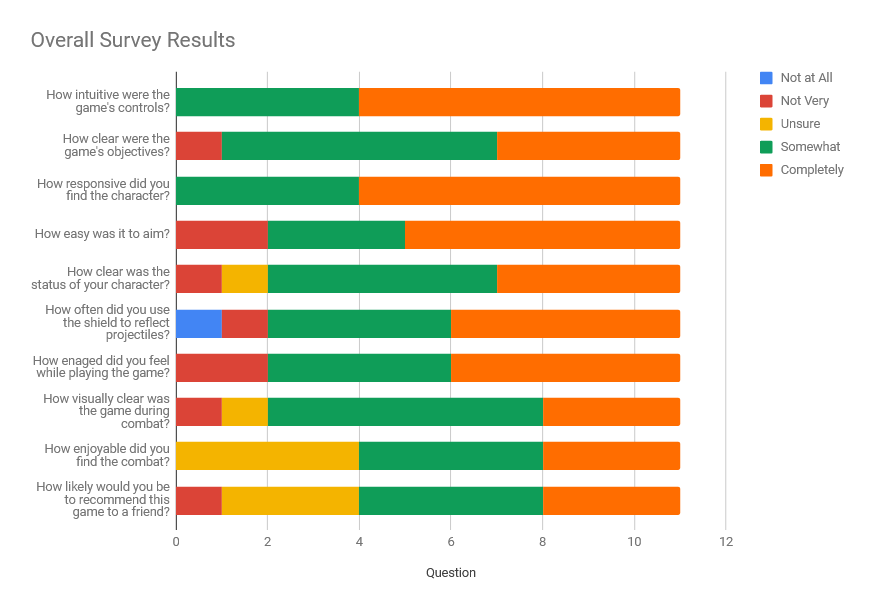 Overall Survey Results
Not at All
Not Very
Unsure
Somewhat
Completely
How intuitive were the
game's controls?
How clear were the
game's objectives?
How responsive did you
find the character?
How easy was it to aim?
How clear was the
status of your character?
How often did you use
the shield to reflect
projectiles?
How enaged did you feel
while playing the game?
How visually clear was
the game during
combat?
How enjoyable did you
find the combat?
How likely would you be
to recommend this
game to a friend?
0 2 4 6 8 10 12
Question